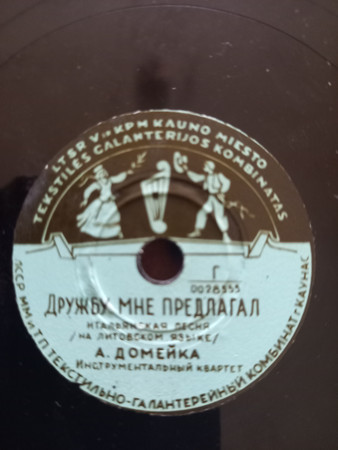 LTSR V IR KPM KAUNO MIESTO
TEKSTILĖS GALANTERIJOS KOMBINATAS
Г
0028555
ДРУЖБУ МНЕ ПРЕДЛАГАЛ
ИТАЛЬЯНСКАЯ ПЕСНЯ
/НА ЛИТОВСКОМ ЯЗЫКЕ/
А. ДОМЕЙКА
ИНСТРУМЕНТАЛЬНЫЙ КВАРТЕТ
ЛССР ММ И ТП ТЕКСТИЛЬНО-ГАЛАНТЕРЕЙНЫЙ КОМБИНАТ Г. КАУНАС